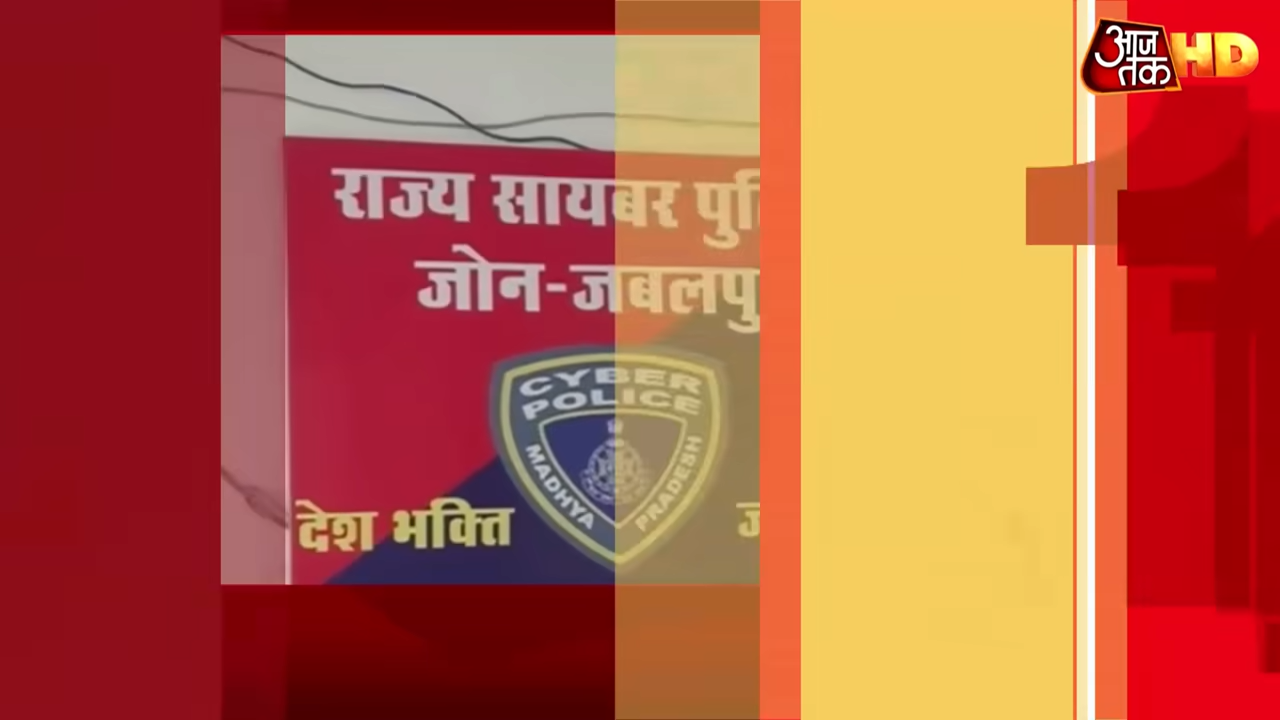 आज तक HD
राज्य सायबर
जोन-जबलपु
CYBER
POLICE
MADHYA PRADESH
देश भक्ति